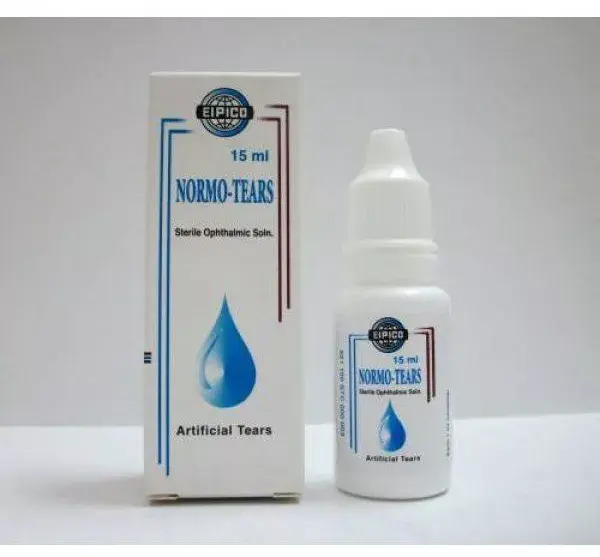 EIPICO
15 ml
NORMO-TEARS
Sterile Ophthalmic Soln.
Artificial Tears
EIPICO
15 ml
NORMO-TEARS
Sterile Ophthalmic Soln.
Artificial Tears